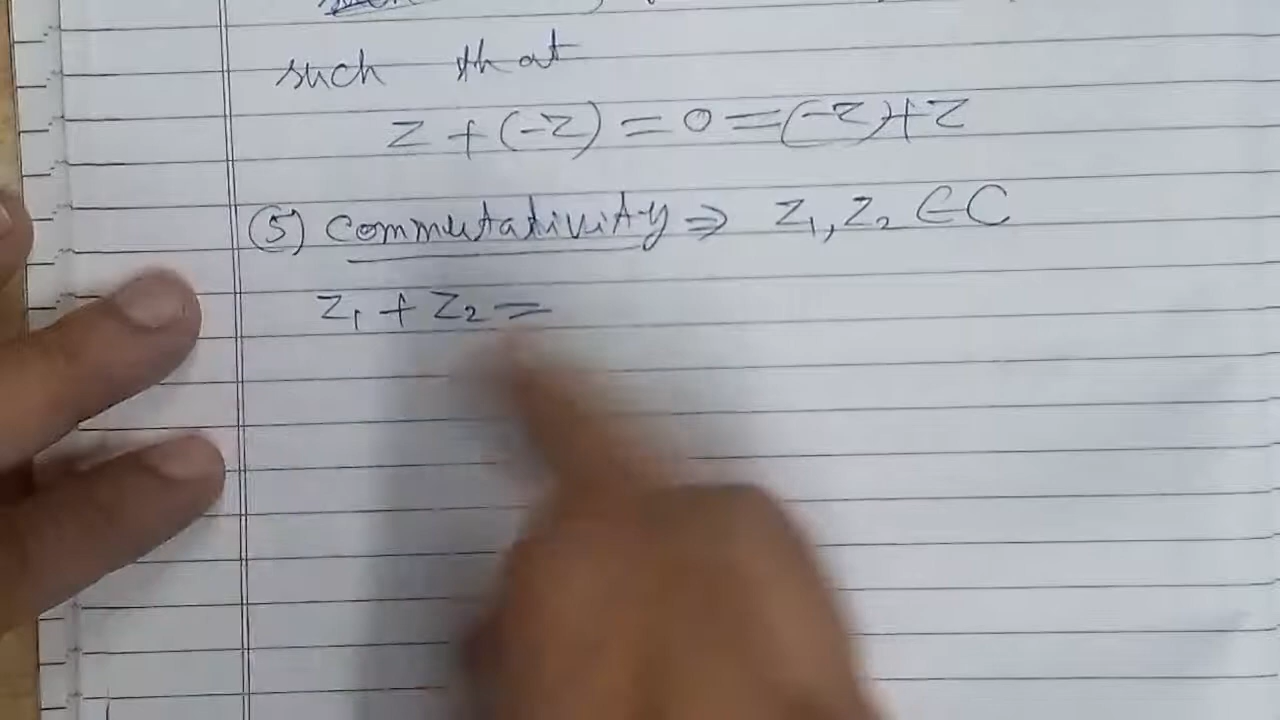 such that
z + (-z) = 0 = (-z) + z
(5) Commutativity ⇒ z₁, z₂ ∈ C
z₁ + z₂ =